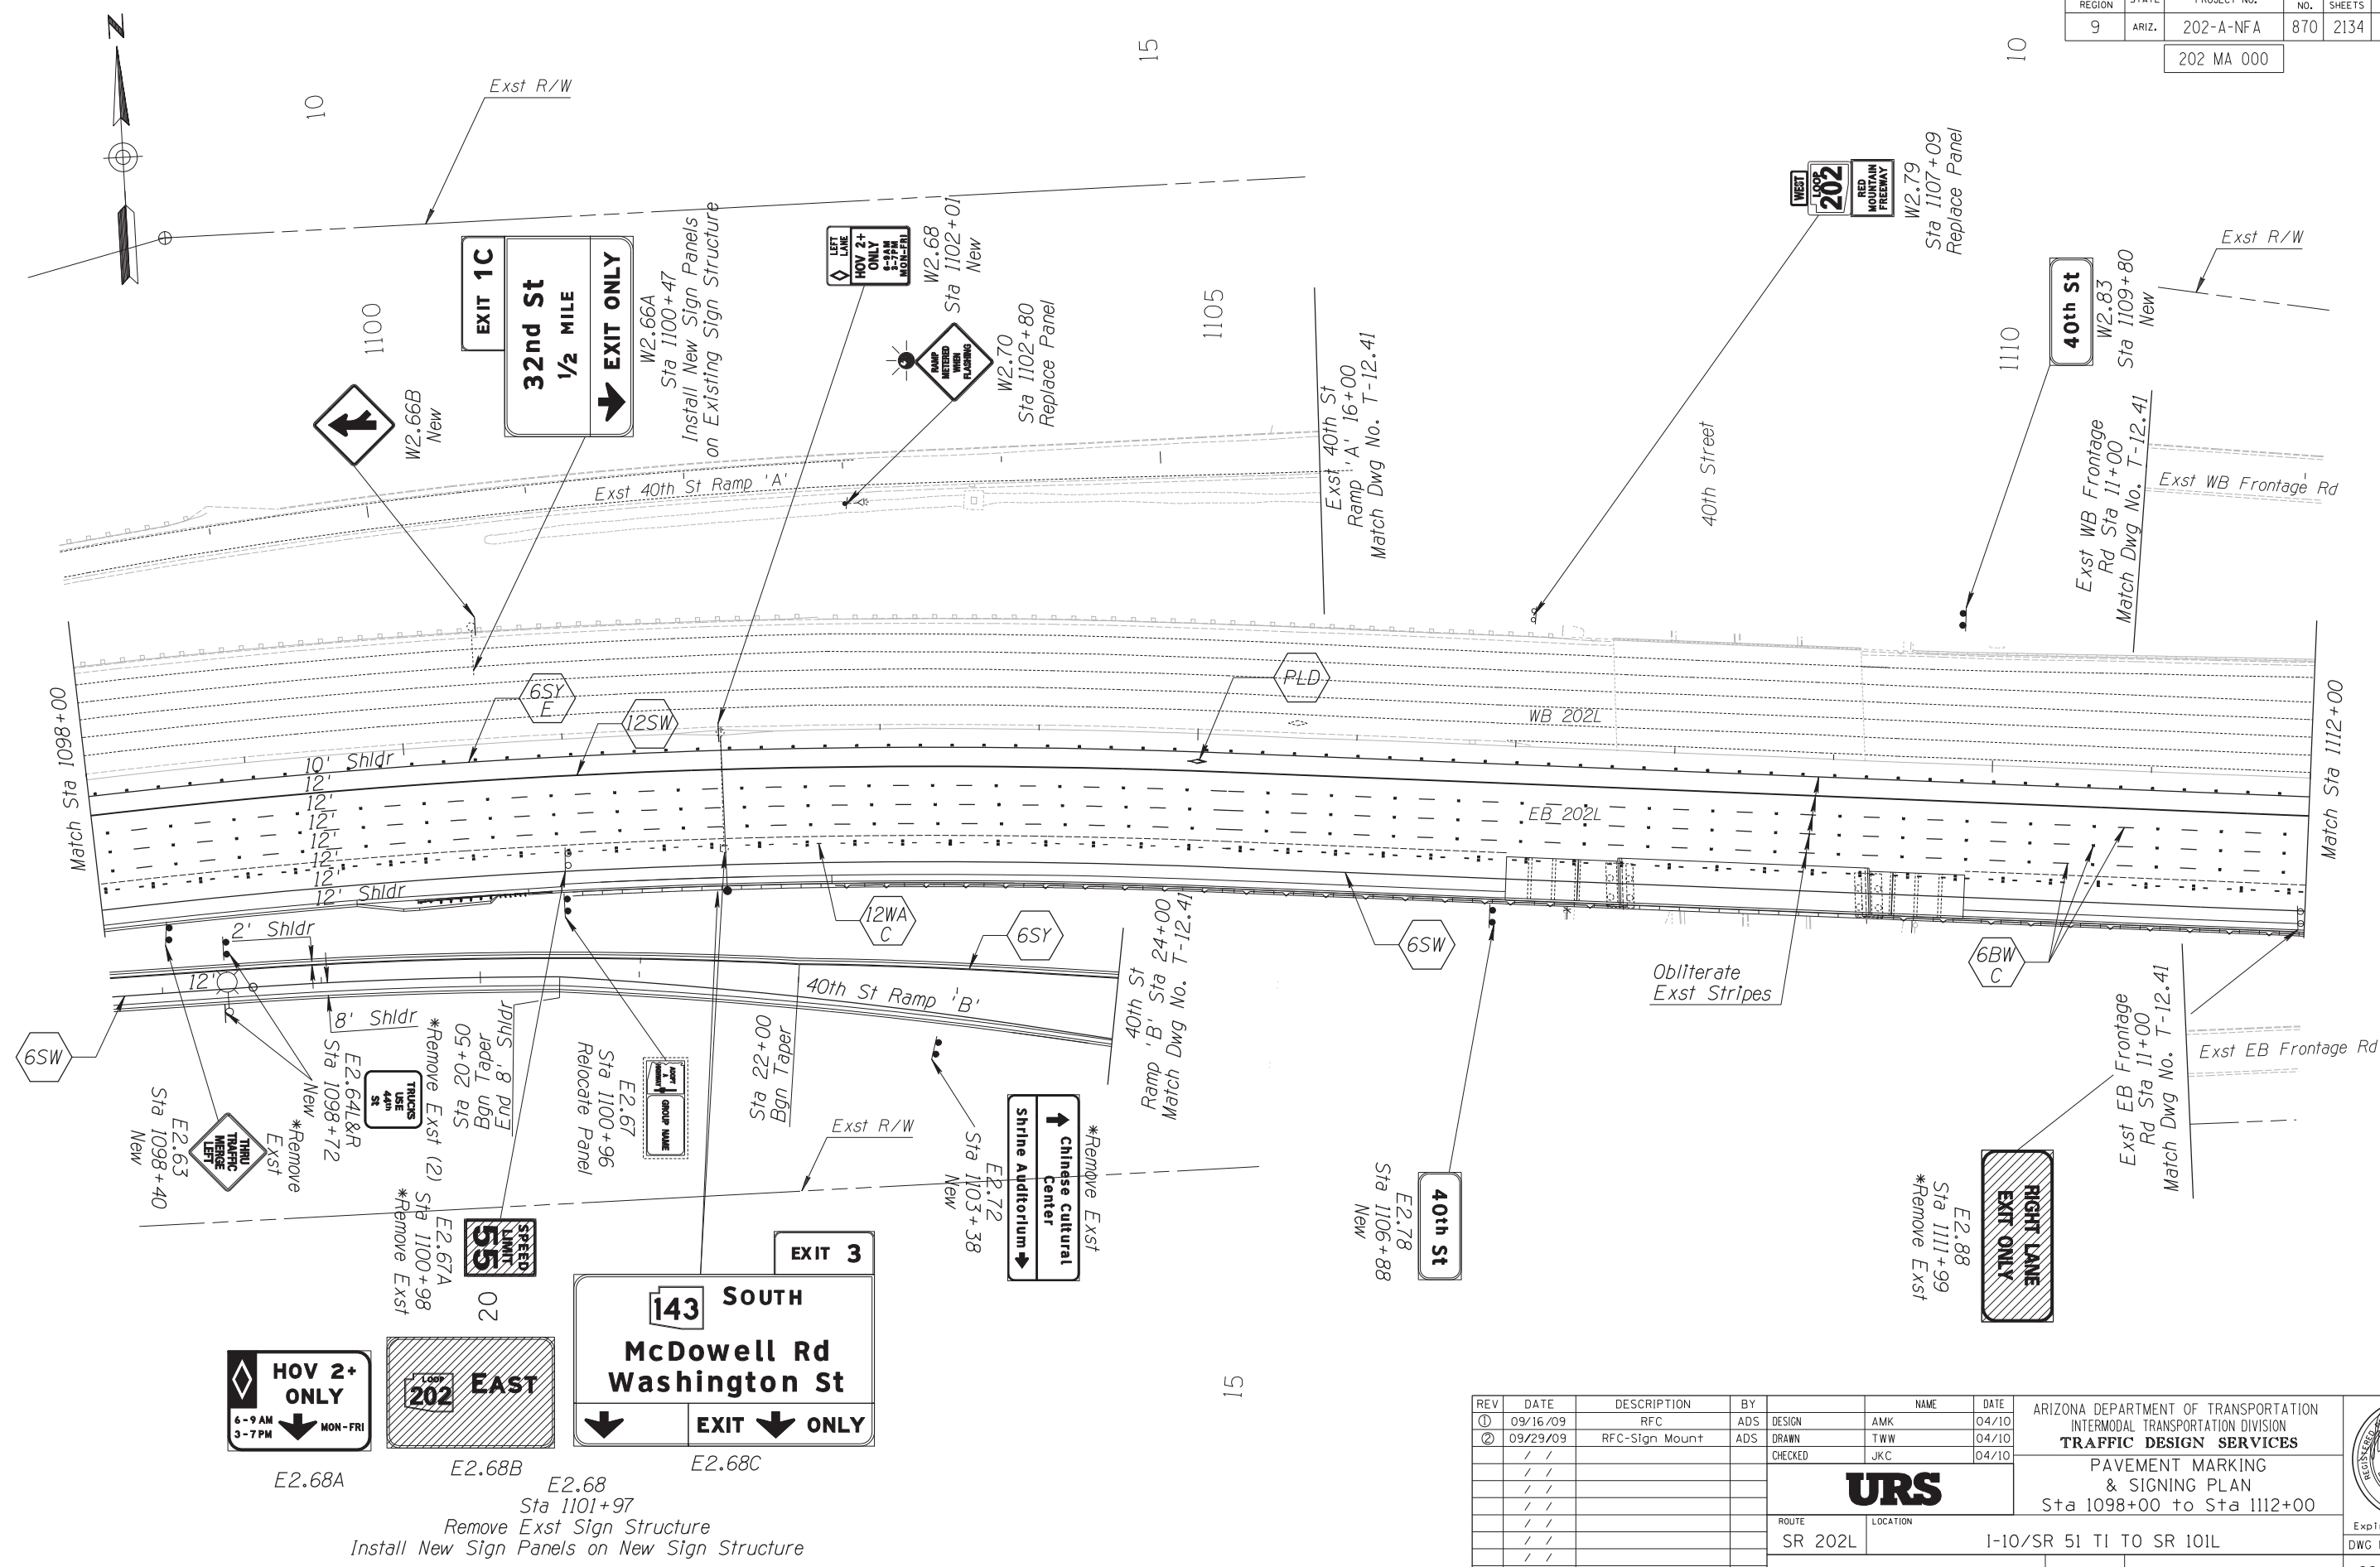 REGION STATE PROJECT NO. NO. SHEETS
9 ARIZ. 202-A-NFA 870 2134
202 MA 000
N
10
15
10
Exst R/W
EXIT 1C
32nd St
1/2 MILE
EXIT ONLY
W2.66A
Sta 1100+47
Install New Sign Panels
on Existing Sign Structure
1100
W2.66B
New
LEFT
LANE
HOV 2+
ONLY
6-9AM
3-7PM
MON-FRI
W2.68
Sta 1102+01
New
RAMP
METERED
WHEN
FLASHING
W2.70
Sta 1102+80
Replace Panel
1105
Exst 40th St
Ramp 'A' 16+00
Match Dwg No. T-12.41
WEST
LOOP
202
RED
MOUNTAIN
FREEWAY
W2.79
Sta 1107+09
Replace Panel
40th Street
40th St
W2.83
Sta 1109+80
New
1110
Exst R/W
Exst WB Frontage
Rd Sta 11+00
Match Dwg No. T-12.41
Exst WB Frontage Rd
Exst 40th St Ramp 'A'
Match Sta 1098+00
6SY
E
12SW
PLD
WB 202L
Match Sta 1112+00
10' Shldr
12'
12'
12'
12'
12'
12'
12' Shldr
EB 202L
12WA
C
6SY
6SW
Obliterate
Exst Stripes
6BW
C
2' Shldr
12'
8' Shldr
6SW
40th St Ramp 'B'
40th St
Ramp 'B' Sta 24+00
Match Dwg No. T-12.41
Exst EB Frontage
Rd Sta 11+00
Match Dwg No. T-12.41
Exst EB Frontage Rd
E2.63
Sta 1098+40
New
THRU
TRAFFIC
MERGE
LEFT
*Remove
Exst
New
E2.64L&R
Sta 1098+72
TRUCKS
USE
44th
St
*Remove Exst (2)
End 8' Shldr
Bgn Taper
Sta 20+50
E2.67A
Sta 1100+98
*Remove Exst
SPEED
LIMIT
55
20
E2.67
Sta 1100+96
Relocate Panel
ADOPT
A
HIGHWAY
GROUP NAME
Sta 22+00
Bgn Taper
Exst R/W
E2.72
Sta 1103+38
New
Chinese Cultural
Center
Shrine Auditorium
*Remove Exst
E2.78
Sta 1106+88
New
40th St
E2.88
Sta 1111+99
*Remove Exst
RIGHT LANE
EXIT ONLY
15
HOV 2+
ONLY
6-9 AM
3-7 PM
MON-FRI
E2.68A
LOOP
202
EAST
E2.68B
EXIT 3
143 SOUTH
McDowell Rd
Washington St
EXIT ONLY
E2.68C
E2.68
Sta 1101+97
Remove Exst Sign Structure
Install New Sign Panels on New Sign Structure
REV DATE DESCRIPTION BY
1 09/16/09 RFC ADS
2 09/29/09 RFC-Sign Mount ADS
NAME DATE
DESIGN AMK 04/10
DRAWN TWW 04/10
CHECKED JKC 04/10
URS
ARIZONA DEPARTMENT OF TRANSPORTATION
INTERMODAL TRANSPORTATION DIVISION
TRAFFIC DESIGN SERVICES
PAVEMENT MARKING
& SIGNING PLAN
Sta 1098+00 to Sta 1112+00
ROUTE
SR 202L
LOCATION
I-10/SR 51 TI TO SR 101L
DWG